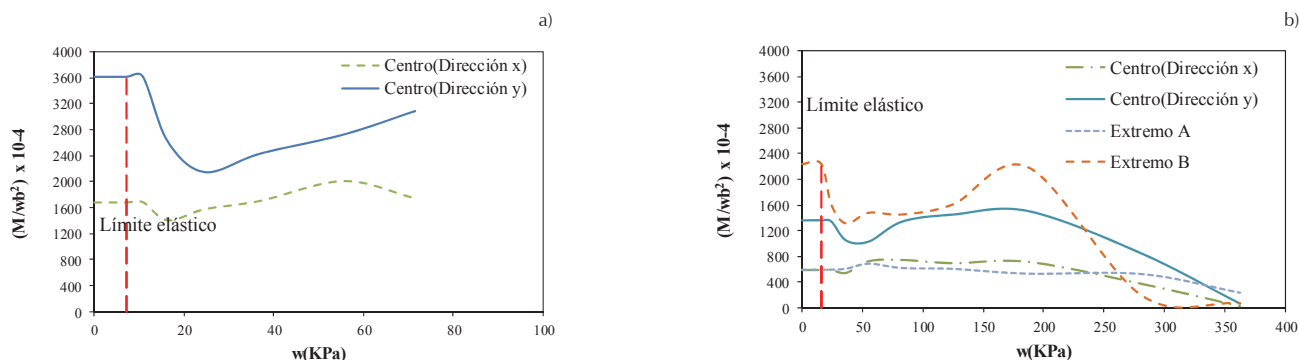 a)
4000
3600
3200
2800
2400
2000
1600
1200
800
400
0
(M/wb²) x 10-4
Centro(Dirección x)
Centro(Dirección y)
Límite elástico
0 20 40 60 80 100
w(KPa)
b)
4000
3600
3200
2800
2400
2000
1600
1200
800
400
0
(M/wb²) x 10-4
Límite elástico
Centro(Dirección x)
Centro(Dirección y)
Extremo A
Extremo B
0 50 100 150 200 250 300 350 400
w(KPa)